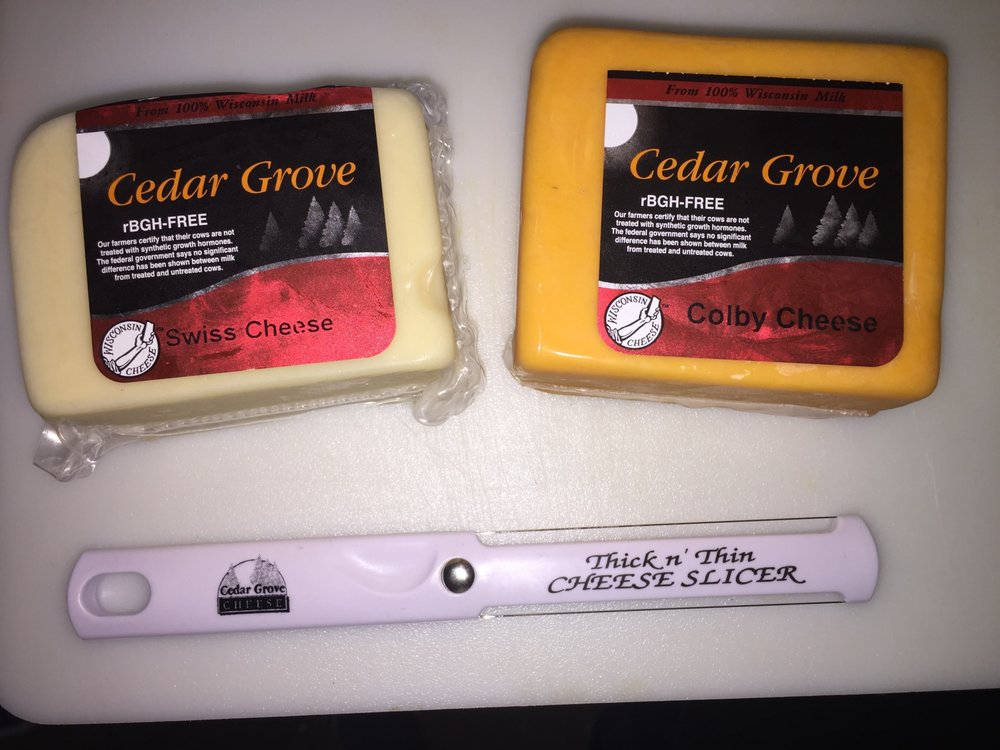 From 100% Wisconsin Milk
Cedar Grove
rBGH-FREE
Our farmers certify that their cows are not
treated with synthetic growth hormones.
The federal government says no significant
difference has been shown between milk
from treated and untreated cows.
WISCONSIN
CHEESE
™
Swiss Cheese
From 100% Wisconsin Milk
Cedar Grove
rBGH-FREE
Our farmers certify that their cows are not
treated with synthetic growth hormones.
The federal government says no significant
difference has been shown between milk
from treated and untreated cows.
WISCONSIN
CHEESE
™
Colby Cheese
Cedar Grove
CHEESE
Thick n' Thin
CHEESE SLICER